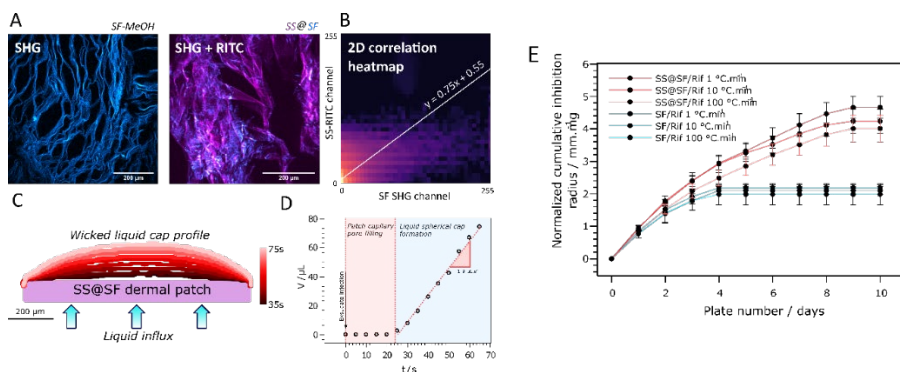 A
SF-MeOH
SHG
200 µm
SS@SF
SHG + RITC
200 µm
B
255
SS-RITC channel
0
2D correlation
heatmap
y = 0.75x + 0.55
0
SF SHG channel
255
C
Wicked liquid cap profile
75s
35s
SS@SF dermal patch
200 µm
Liquid influx
D
V /µL
80
60
40
20
0
Patch capillary
pore filling
Liquid spherical cap
formation
0 10 20 30 40 50 60 70
t / s
E
Normalized cumulative inhibition
radius / mm.mg
6
5
4
3
2
1
0
SS@SF/Rif 1 °C.min
SS@SF/Rif 10 °C.min
SS@SF/Rif 100 °C.min
SF/Rif 1 °C.min
SF/Rif 10 °C.min
SF/Rif 100 °C.min
0 2 4 6 8 10
Plate number / days